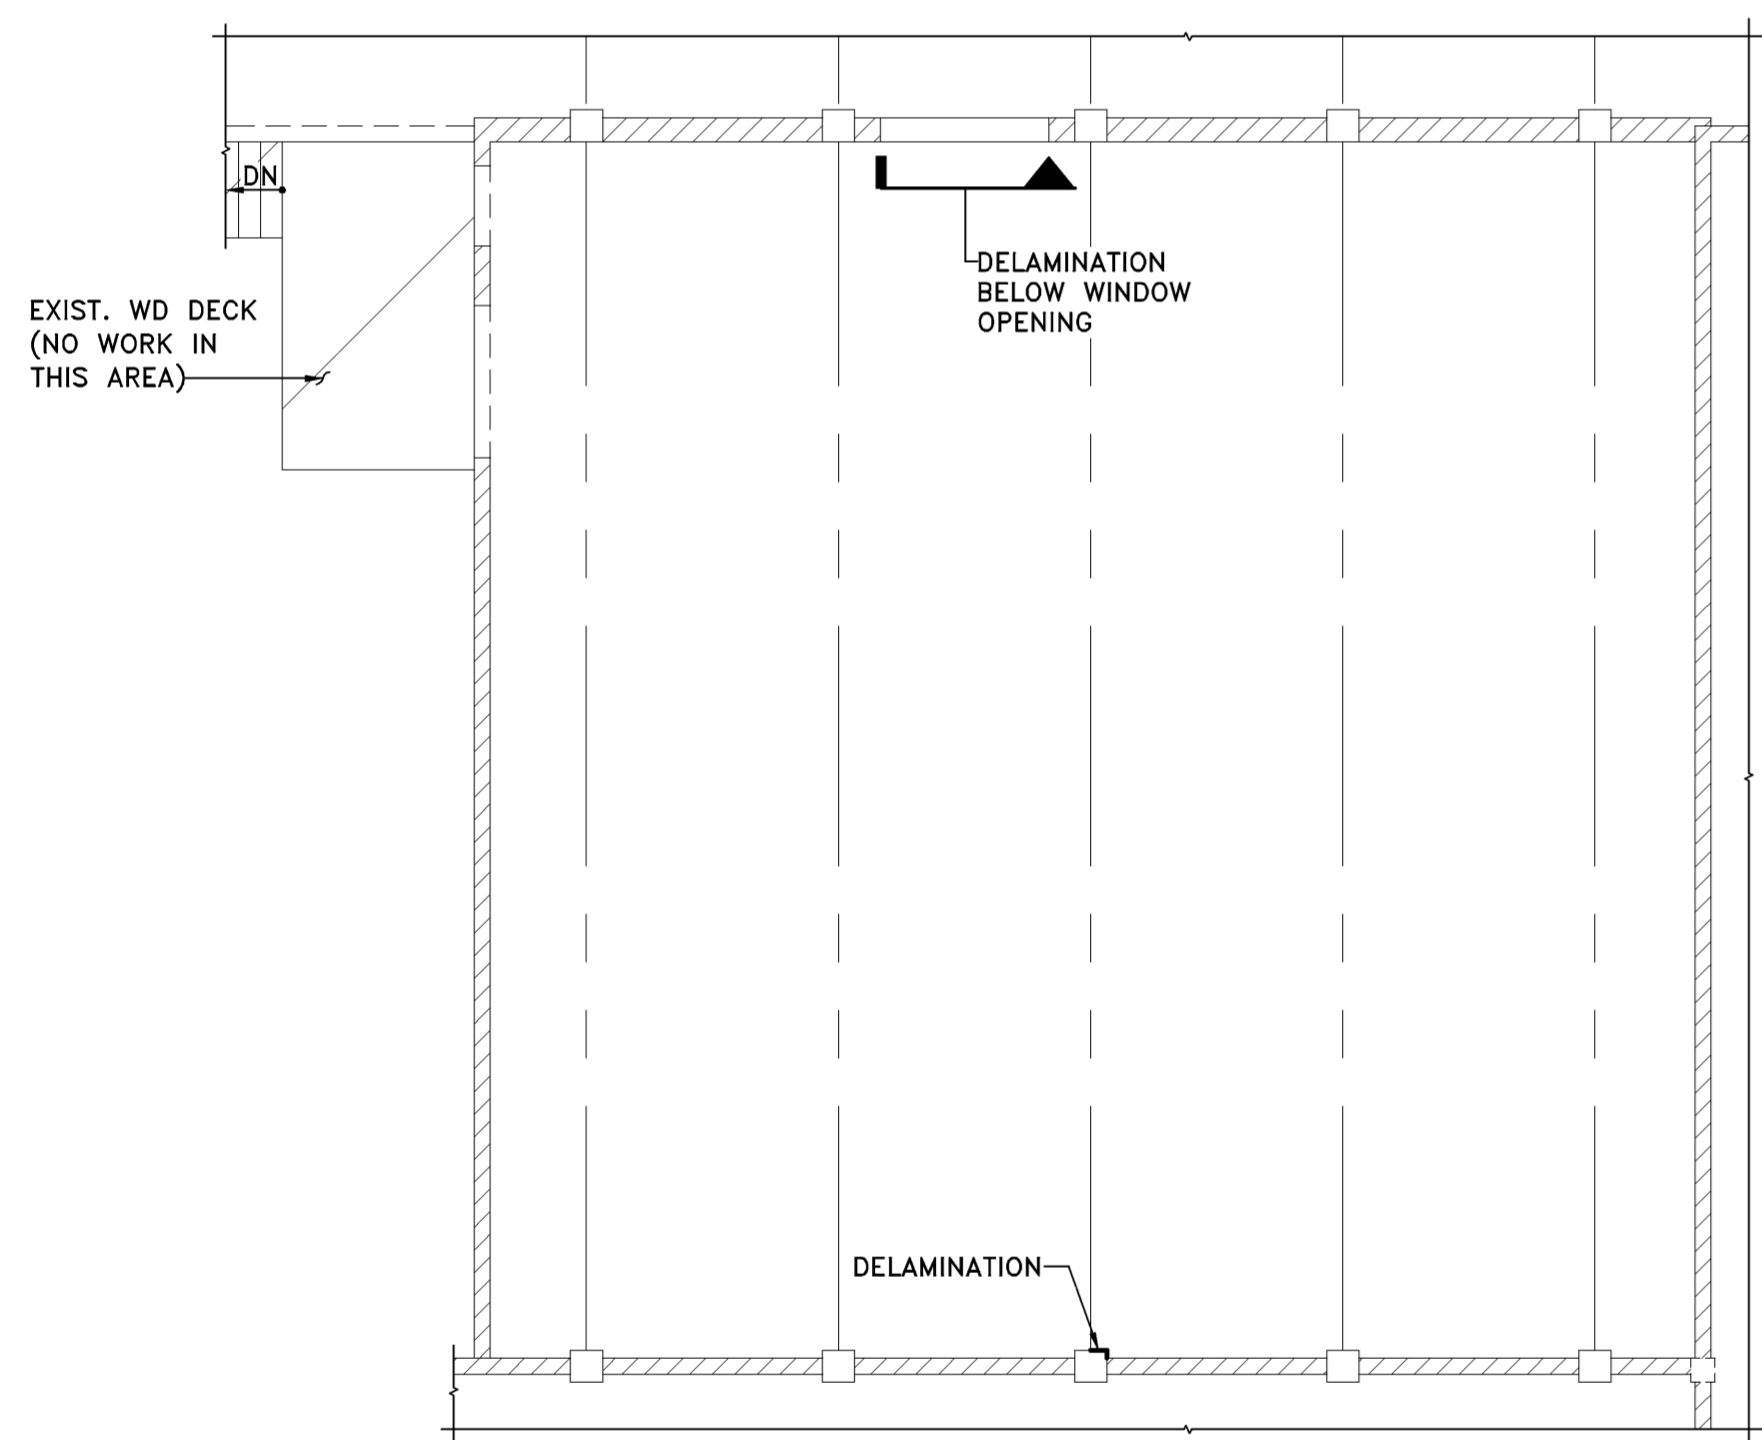 DN
DELAMINATION
BELOW WINDOW
OPENING
EXIST. WD DECK
(NO WORK IN
THIS AREA)
DELAMINATION